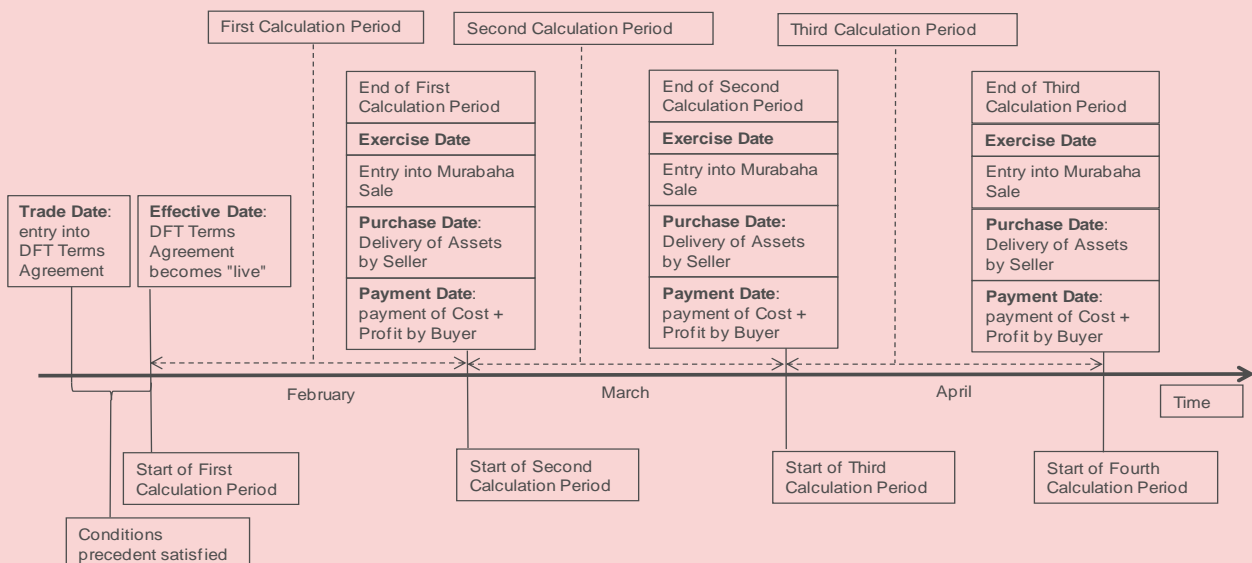 First Calculation Period
Second Calculation Period
Third Calculation Period
End of First
Calculation Period
Exercise Date
Entry into Murabaha
Sale
Purchase Date:
Delivery of Assets
by Seller
Payment Date:
payment of Cost +
Profit by Buyer
End of Second
Calculation Period
Exercise Date
Entry into Murabaha
Sale
Purchase Date:
Delivery of Assets
by Seller
Payment Date:
payment of Cost +
Profit by Buyer
End of Third
Calculation Period
Exercise Date
Entry into Murabaha
Sale
Purchase Date:
Delivery of Assets
by Seller
Payment Date:
payment of Cost +
Profit by Buyer
Trade Date:
entry into
DFT Terms
Agreement
Effective Date:
DFT Terms
Agreement
becomes "live"
February
March
April
Time
Start of First
Calculation Period
Start of Second
Calculation Period
Start of Third
Calculation Period
Start of Fourth
Calculation Period
Conditions
precedent satisfied